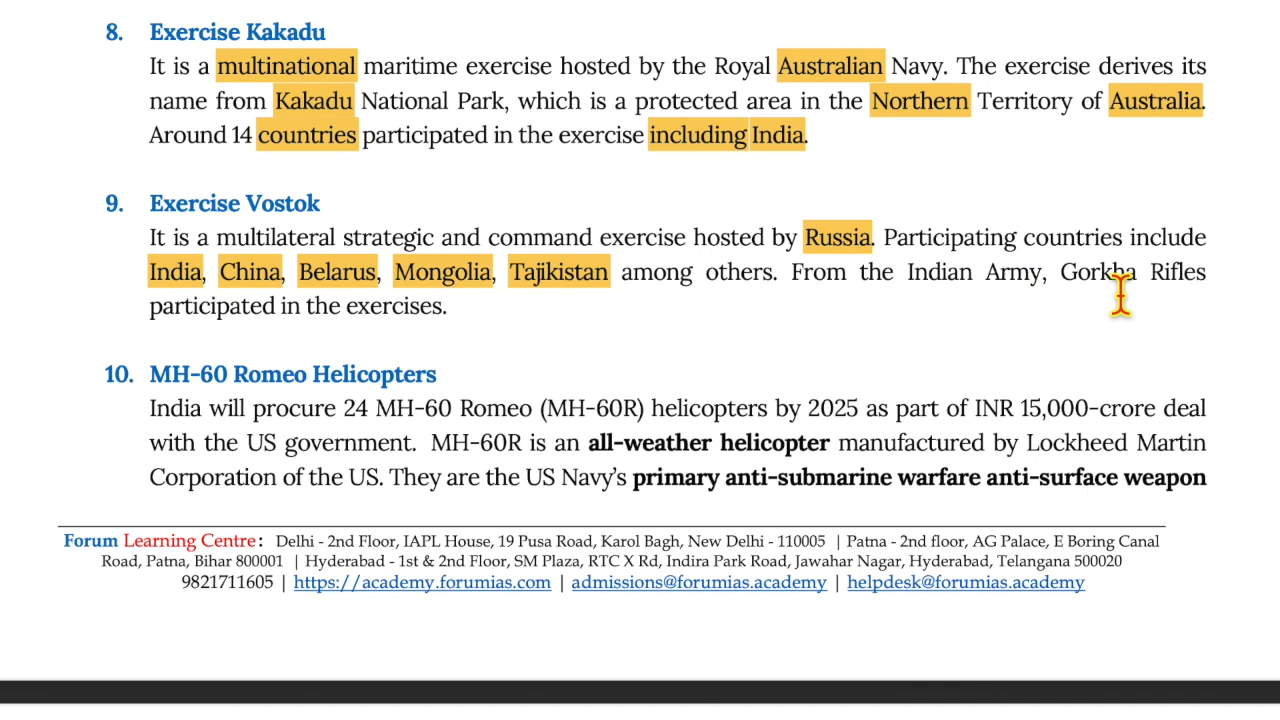 8. Exercise Kakadu
It is a multinational maritime exercise hosted by the Royal Australian Navy. The exercise derives its
name from Kakadu National Park, which is a protected area in the Northern Territory of Australia.
Around 14 countries participated in the exercise including India.
9. Exercise Vostok
It is a multilateral strategic and command exercise hosted by Russia. Participating countries include
India, China, Belarus, Mongolia, Tajikistan among others. From the Indian Army, Gorkha Rifles
participated in the exercises.
10. MH-60 Romeo Helicopters
India will procure 24 MH-60 Romeo (MH-60R) helicopters by 2025 as part of INR 15,000-crore deal
with the US government. MH-60R is an all-weather helicopter manufactured by Lockheed Martin
Corporation of the US. They are the US Navy's primary anti-submarine warfare anti-surface weapon
Forum Learning Centre: Delhi - 2nd Floor, IAPL House, 19 Pusa Road, Karol Bagh, New Delhi - 110005 | Patna - 2nd floor, AG Palace, E Boring Canal
Road, Patna, Bihar 800001 | Hyderabad - 1st & 2nd Floor, SM Plaza, RTC X Rd, Indira Park Road, Jawahar Nagar, Hyderabad, Telangana 500020
9821711605 | https://academy.forumias.com | admissions@forumias.academy | helpdesk@forumias.academy